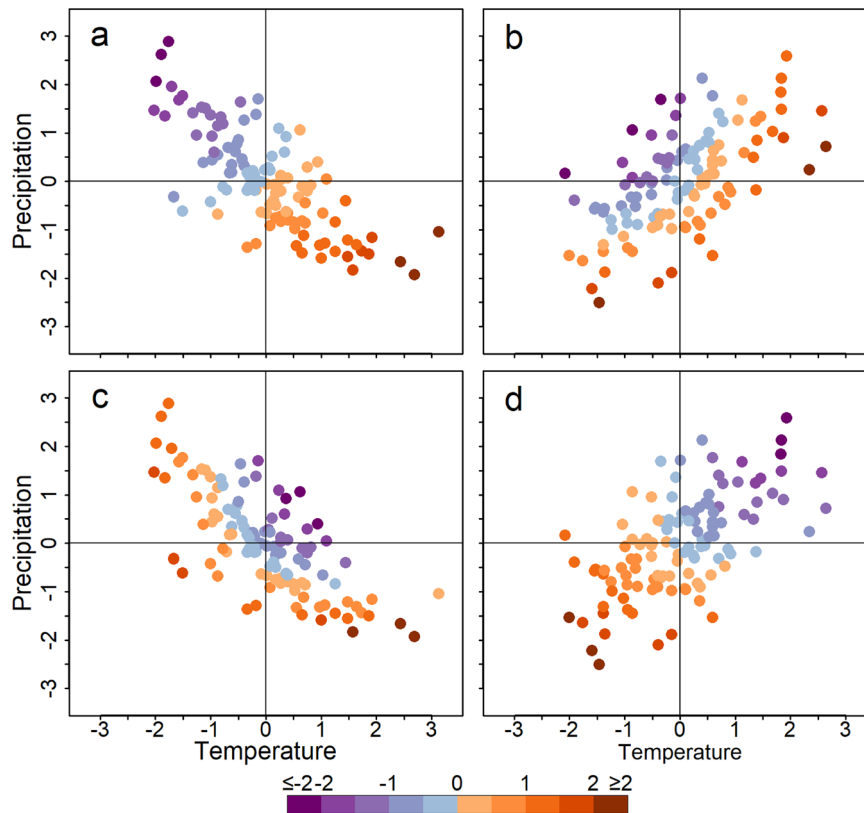 a
b
3
2
1
0
-1
-2
-3
Precipitation
c
d
3
2
1
0
-1
-2
-3
Precipitation
-3 -2 -1 0 1 2 3
-3 -2 -1 0 1 2 3
Temperature
Temperature
≤-2 -2 -1 0 1 2 ≥2